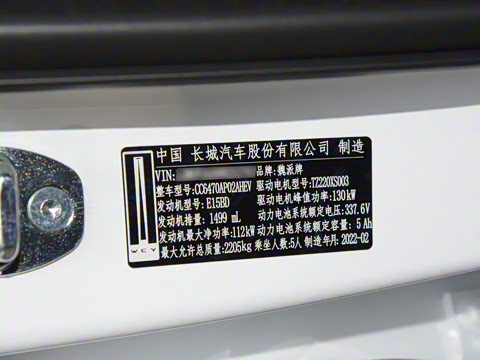 中国 长城汽车股份有限公司 制造
VIN: 品牌:魏派牌
整车型号:CC6470AP02AHEV 驱动电机型号:TZ220XS003
发动机型号:E15BD 驱动电机峰值功率:130kW
发动机排量:1499 mL 动力电池系统额定电压:337.6V
发动机最大净功率:112kW 动力电池系统额定容量: 5 Ah
最大允许总质量:2205kg 乘坐人数:5人 制造年月:2022-02
WEY